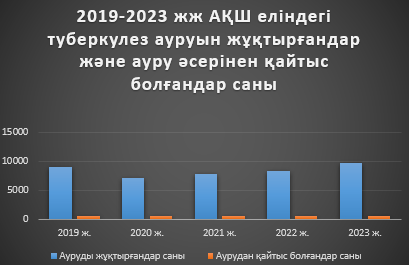 2019-2023 жж АҚШ еліндегі
туберкулез ауруын жұқтырғандар
және ауру әсерінен қайтыс
болғандар саны
15000
10000
5000
0
2019 ж. 2020 ж. 2021 ж. 2022 ж. 2023 ж.
Ауруды жұқтырғандар саны Аурудан қайтыс болғандар саны